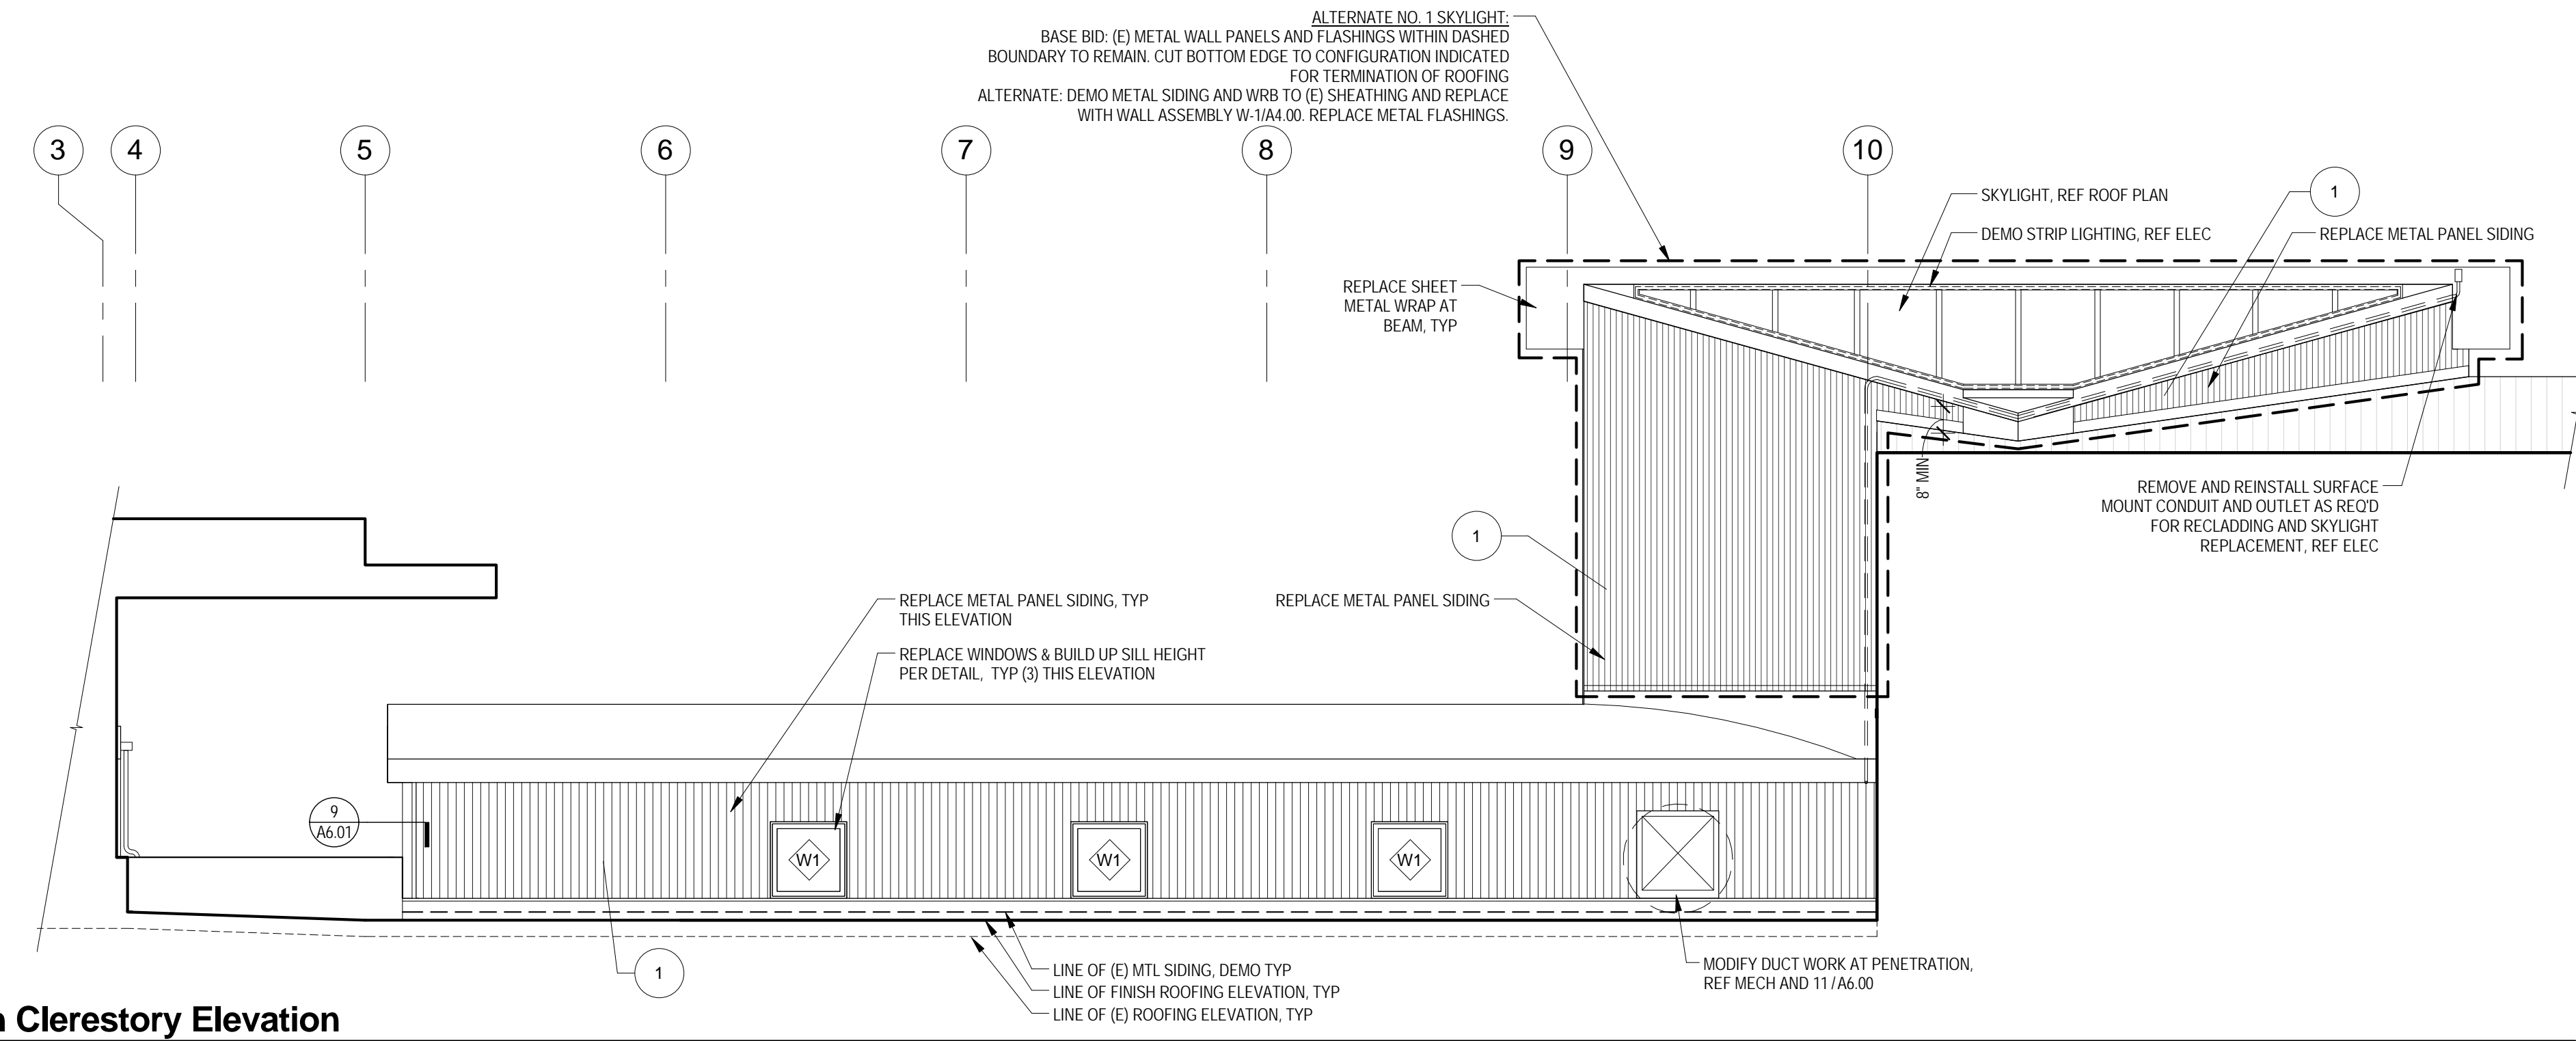 ALTERNATE NO. 1 SKYLIGHT:
BASE BID: (E) METAL WALL PANELS AND FLASHINGS WITHIN DASHED
BOUNDARY TO REMAIN. CUT BOTTOM EDGE TO CONFIGURATION INDICATED
FOR TERMINATION OF ROOFING
ALTERNATE: DEMO METAL SIDING AND WRB TO (E) SHEATHING AND REPLACE
WITH WALL ASSEMBLY W-1/A4.00. REPLACE METAL FLASHINGS.
3
4
5
6
7
8
9
10
SKYLIGHT, REF ROOF PLAN
1
DEMO STRIP LIGHTING, REF ELEC
REPLACE METAL PANEL SIDING
REPLACE SHEET
METAL WRAP AT
BEAM, TYP
8" MIN
REMOVE AND REINSTALL SURFACE
MOUNT CONDUIT AND OUTLET AS REQ'D
FOR RECLADDING AND SKYLIGHT
REPLACEMENT, REF ELEC
1
REPLACE METAL PANEL SIDING, TYP
THIS ELEVATION
REPLACE METAL PANEL SIDING
REPLACE WINDOWS & BUILD UP SILL HEIGHT
PER DETAIL, TYP (3) THIS ELEVATION
9
A6.01
W1
W1
W1
1
LINE OF (E) MTL SIDING, DEMO TYP
LINE OF FINISH ROOFING ELEVATION, TYP
LINE OF (E) ROOFING ELEVATION, TYP
MODIFY DUCT WORK AT PENETRATION,
REF MECH AND 11/A6.00
Clerestory Elevation